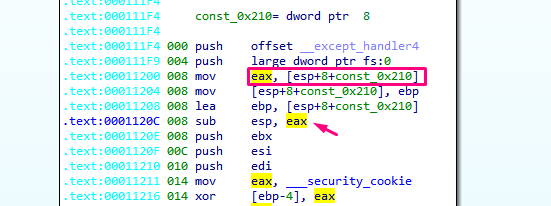 .text:000111F4
.text:000111F4 const_0x210= dword ptr 8
.text:000111F4
.text:000111F4 000 push offset __except_handler4
.text:000111F9 004 push large dword ptr fs:0
.text:00011200 008 mov eax, [esp+8+const_0x210]
.text:00011204 008 mov [esp+8+const_0x210], ebp
.text:00011208 008 lea ebp, [esp+8+const_0x210]
.text:0001120C 008 sub esp, eax
.text:0001120E 008 push ebx
.text:0001120F 00C push esi
.text:00011210 010 push edi
.text:00011211 014 mov eax, ___security_cookie
.text:00011216 014 xor [ebp-4], eax